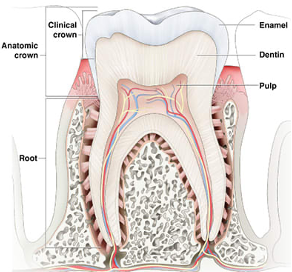 Clinical
crown
Anatomic
crown
Root
Enamel
Dentin
Pulp